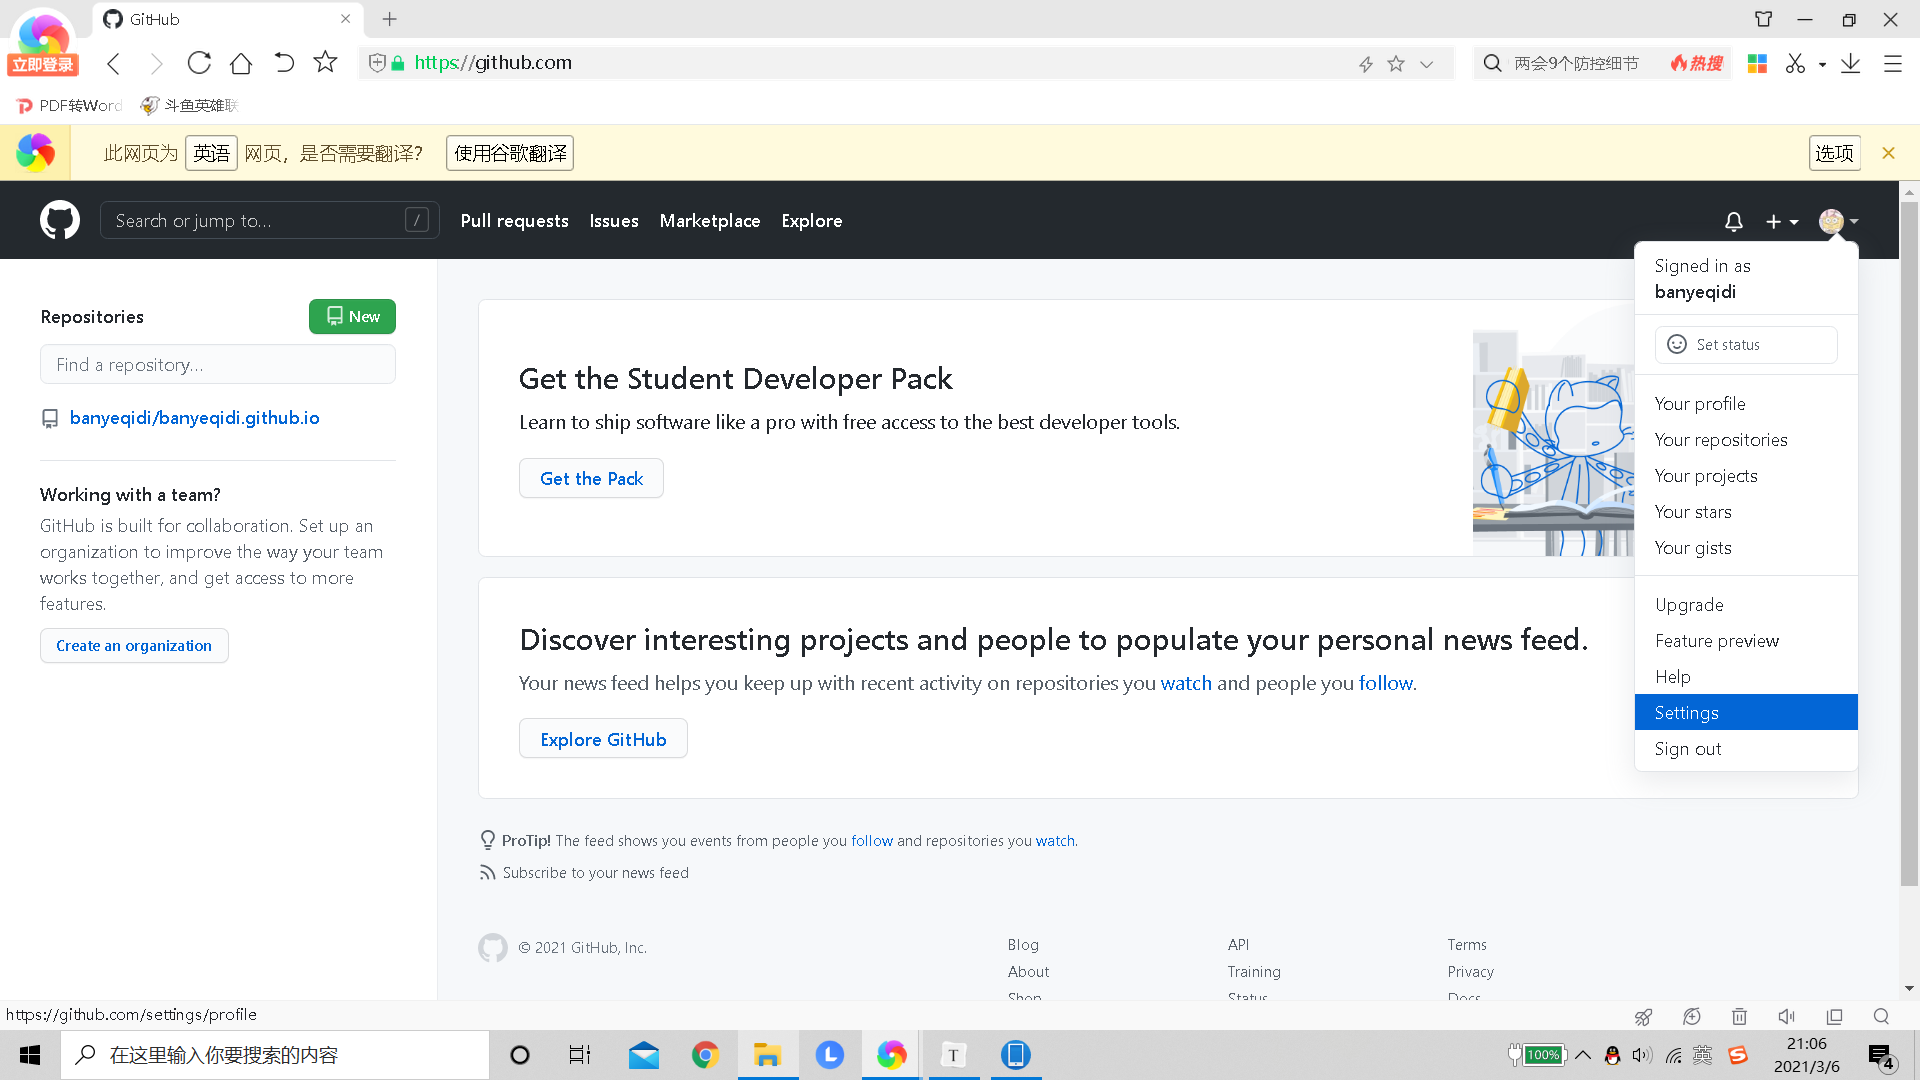 GitHub
立即登录
https://github.com
两会9个防控细节
热搜
PDF转Word
斗鱼英雄联
此网页为 英语 网页，是否需要翻译？ 使用谷歌翻译
选项
Search or jump to...
/
Pull requests Issues Marketplace Explore
Signed in as
banyeqidi
Set status
Your profile
Your repositories
Your projects
Your stars
Your gists
Upgrade
Feature preview
Help
Settings
Sign out
Repositories
New
Find a repository...
banyeqidi/banyeqidi.github.io
Working with a team?
GitHub is built for collaboration. Set up an
organization to improve the way your team
works together, and get access to more
features.
Create an organization
Get the Student Developer Pack
Learn to ship software like a pro with free access to the best developer tools.
Get the Pack
Discover interesting projects and people to populate your personal news feed.
Your news feed helps you keep up with recent activity on repositories you watch and people you follow.
Explore GitHub
ProTip! The feed shows you events from people you follow and repositories you watch.
Subscribe to your news feed
© 2021 GitHub, Inc.
Blog
About
Shop
API
Training
Status
Terms
Privacy
Docs
https://github.com/settings/profile
在这里输入你要搜索的内容
L
T
100%
英
S
21:06
2021/3/6
4